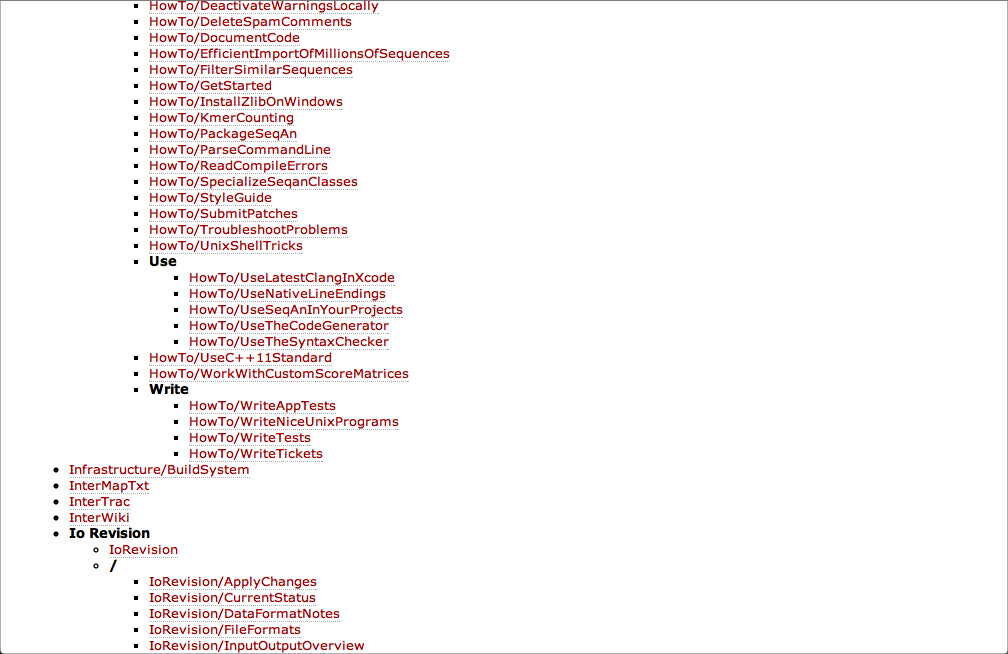 HowTo/DeactivateWarningsLocally
HowTo/DeleteSpamComments
HowTo/DocumentCode
HowTo/EfficientImportOfMillionsOfSequences
HowTo/FilterSimilarSequences
HowTo/GetStarted
HowTo/InstallZlibOnWindows
HowTo/KmerCounting
HowTo/PackageSeqAn
HowTo/ParseCommandLine
HowTo/ReadCompileErrors
HowTo/SpecializeSeqanClasses
HowTo/StyleGuide
HowTo/SubmitPatches
HowTo/TroubleshootProblems
HowTo/UnixShellTricks
Use
HowTo/UseLatestClangInXcode
HowTo/UseNativeLineEndings
HowTo/UseSeqAnInYourProjects
HowTo/UseTheCodeGenerator
HowTo/UseTheSyntaxChecker
HowTo/UseC++11Standard
HowTo/WorkWithCustomScoreMatrices
Write
HowTo/WriteAppTests
HowTo/WriteNiceUnixPrograms
HowTo/WriteTests
HowTo/WriteTickets
Infrastructure/BuildSystem
InterMapTxt
InterTrac
InterWiki
Io Revision
IoRevision
/
IoRevision/ApplyChanges
IoRevision/CurrentStatus
IoRevision/DataFormatNotes
IoRevision/FileFormats
IoRevision/InputOutputOverview